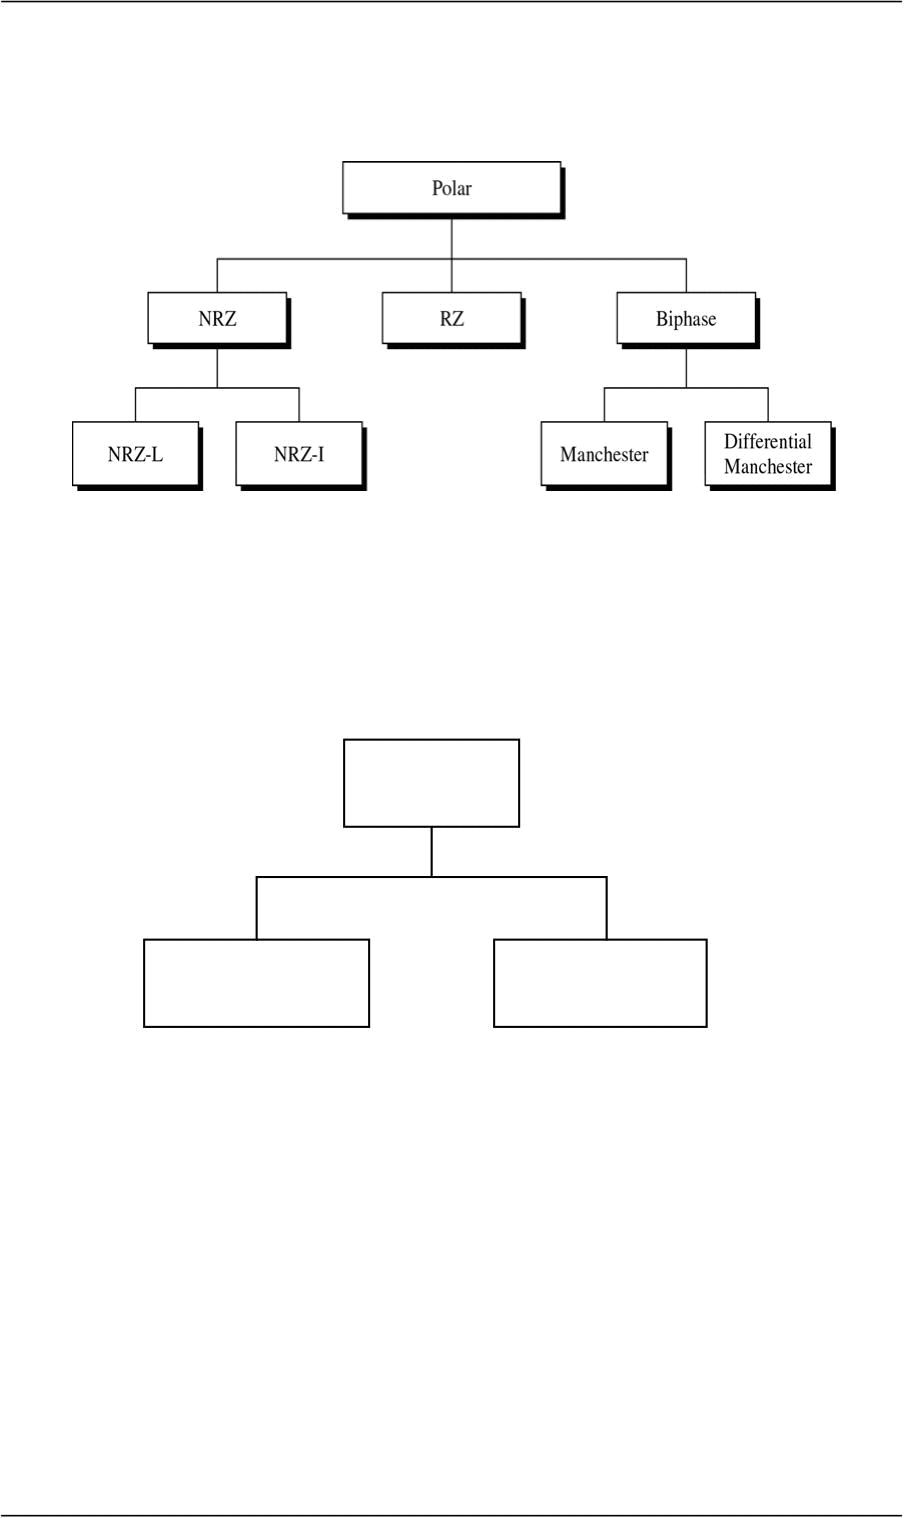 Polar
NRZ
RZ
Biphase
NRZ-L
NRZ-I
Manchester
Differential
Manchester